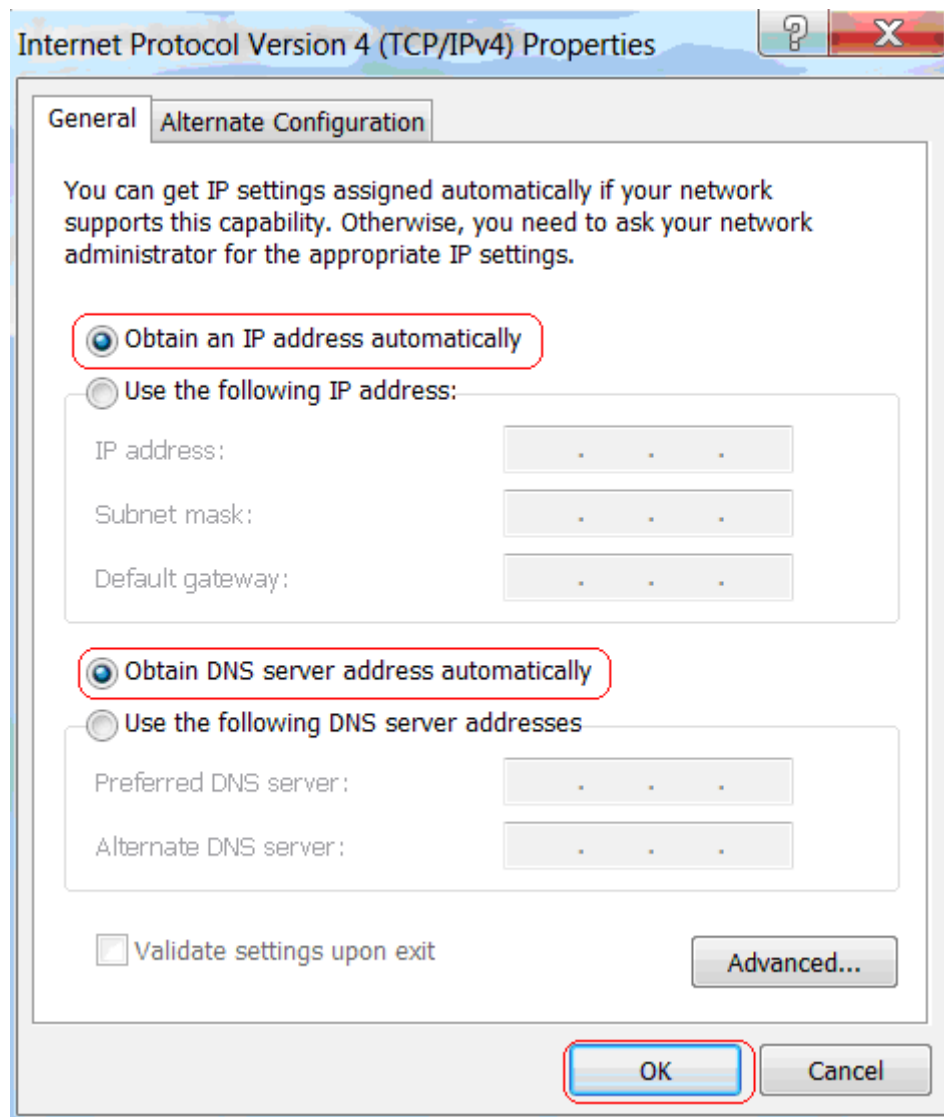 Internet Protocol Version 4 (TCP/IPv4) Properties
General
Alternate Configuration
You can get IP settings assigned automatically if your network
supports this capability. Otherwise, you need to ask your network
administrator for the appropriate IP settings.
Obtain an IP address automatically
Use the following IP address:
IP address:
Subnet mask:
Default gateway:
Obtain DNS server address automatically
Use the following DNS server addresses
Preferred DNS server:
Alternate DNS server:
Validate settings upon exit
Advanced...
OK
Cancel